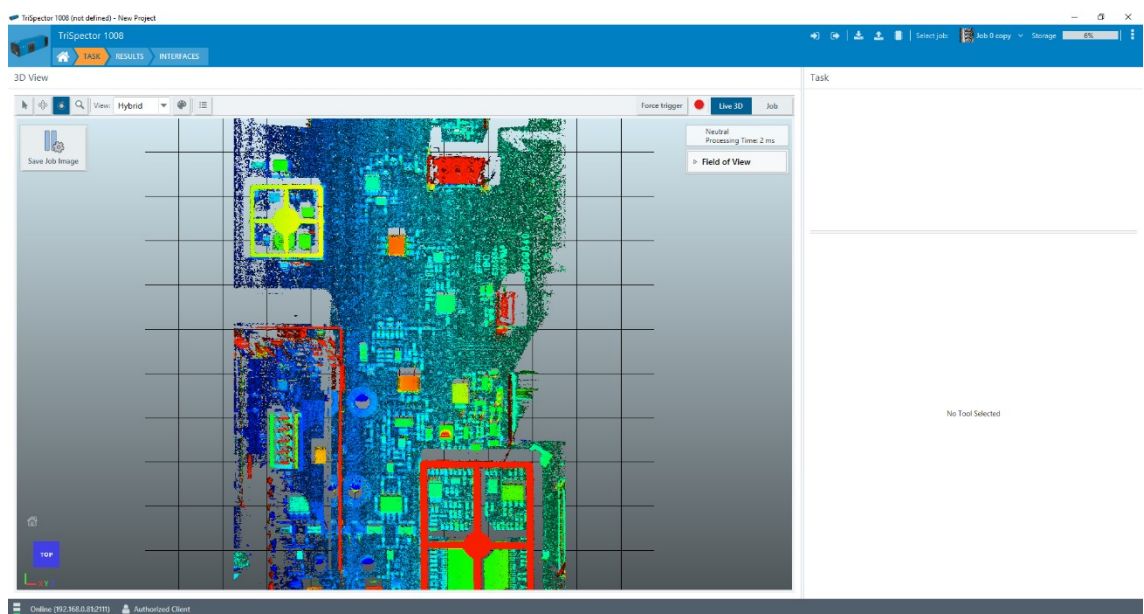 TriSpector 1008 (not defined) - New Project
TriSpector 1008
Select job:
Job 0 copy
Storage
6%
TASK
RESULTS
INTERFACES
3D View
Task
View:
Hybrid
Force trigger
Live 3D
Job
Save Job Image
Neutral
Processing Time: 2 ms
Field of View
No Tool Selected
TOP
X Y Z
Online (192.168.0.81:2111)
Authorized Client